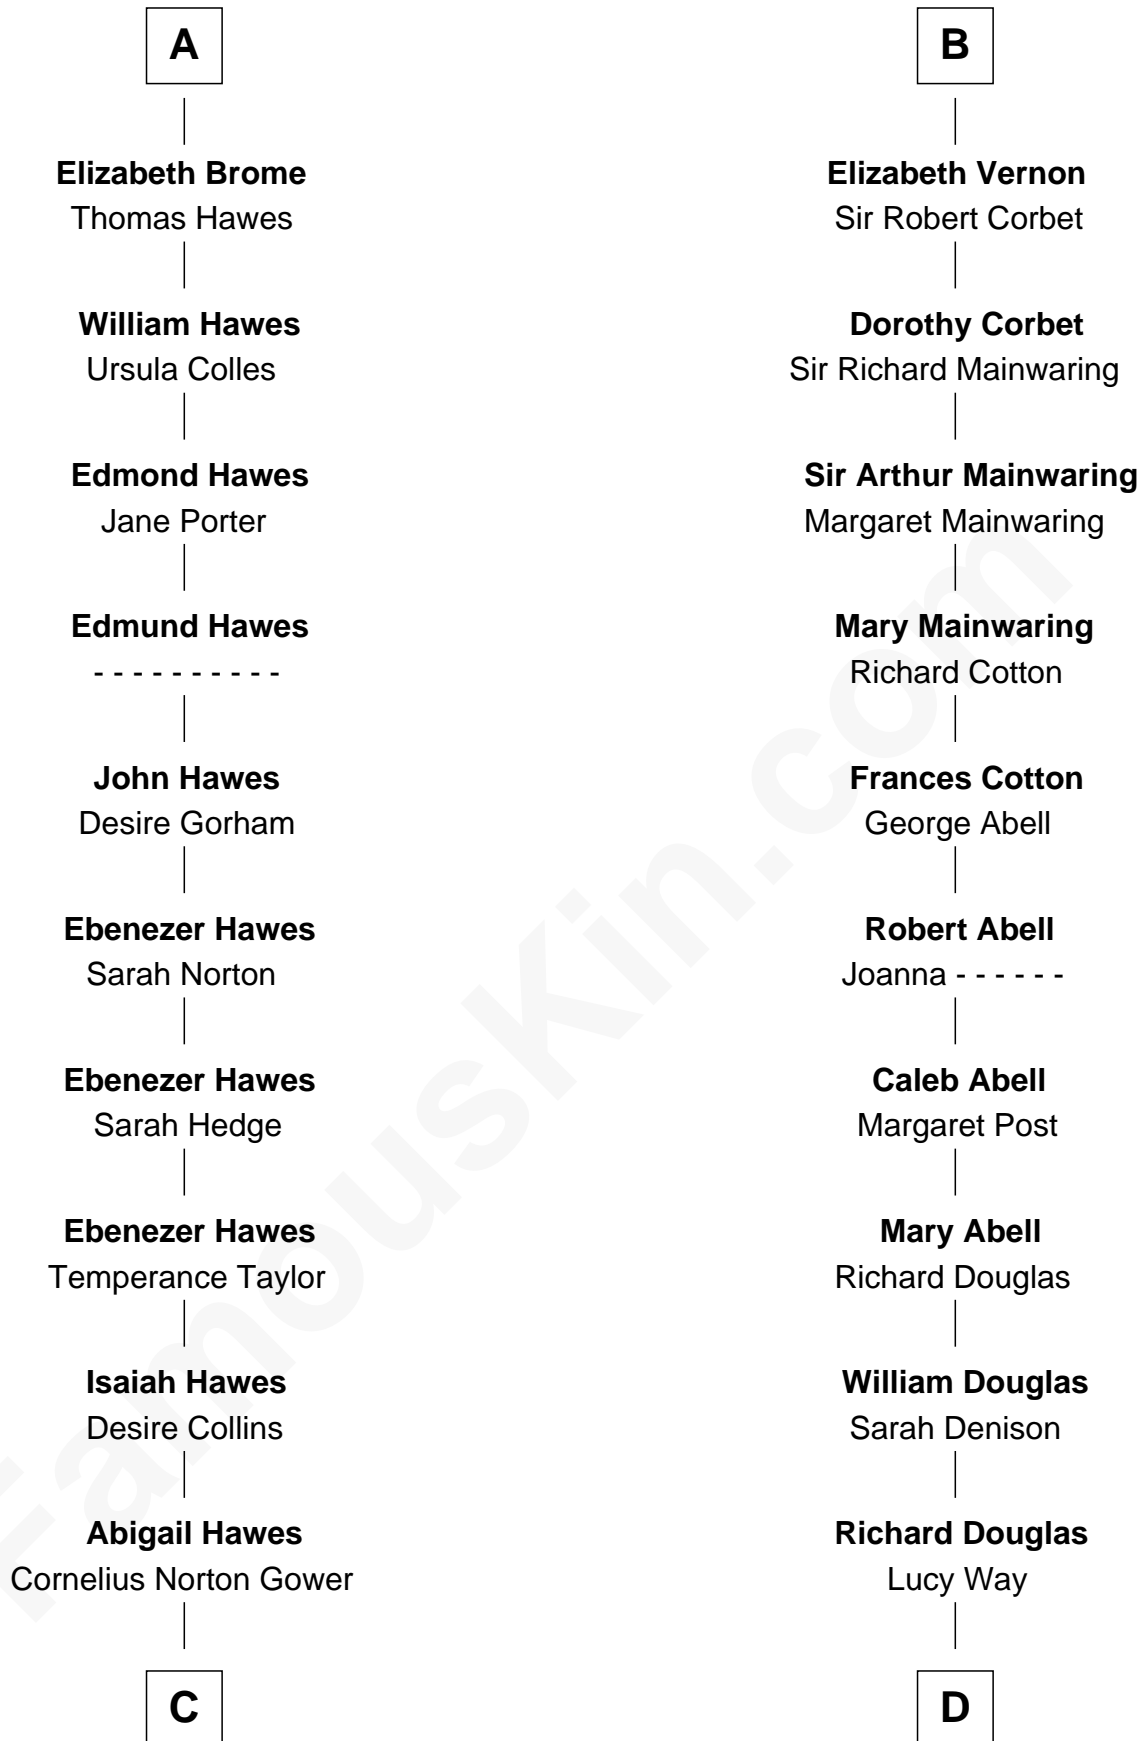 A
Elizabeth Brome
Thomas Hawes
William Hawes
Ursula Colles
Edmond Hawes
Jane Porter
Edmund Hawes
- - - - - - - - - -
John Hawes
Desire Gorham
Ebenezer Hawes
Sarah Norton
Ebenezer Hawes
Sarah Hedge
Ebenezer Hawes
Temperance Taylor
Isaiah Hawes
Desire Collins
Abigail Hawes
Cornelius Norton Gower
C
B
Elizabeth Vernon
Sir Robert Corbet
Dorothy Corbet
Sir Richard Mainwaring
Sir Arthur Mainwaring
Margaret Mainwaring
Mary Mainwaring
Richard Cotton
Frances Cotton
George Abell
Robert Abell
Joanna - - - - - -
Caleb Abell
Margaret Post
Mary Abell
Richard Douglas
William Douglas
Sarah Denison
Richard Douglas
Lucy Way
D
FamousKin.com